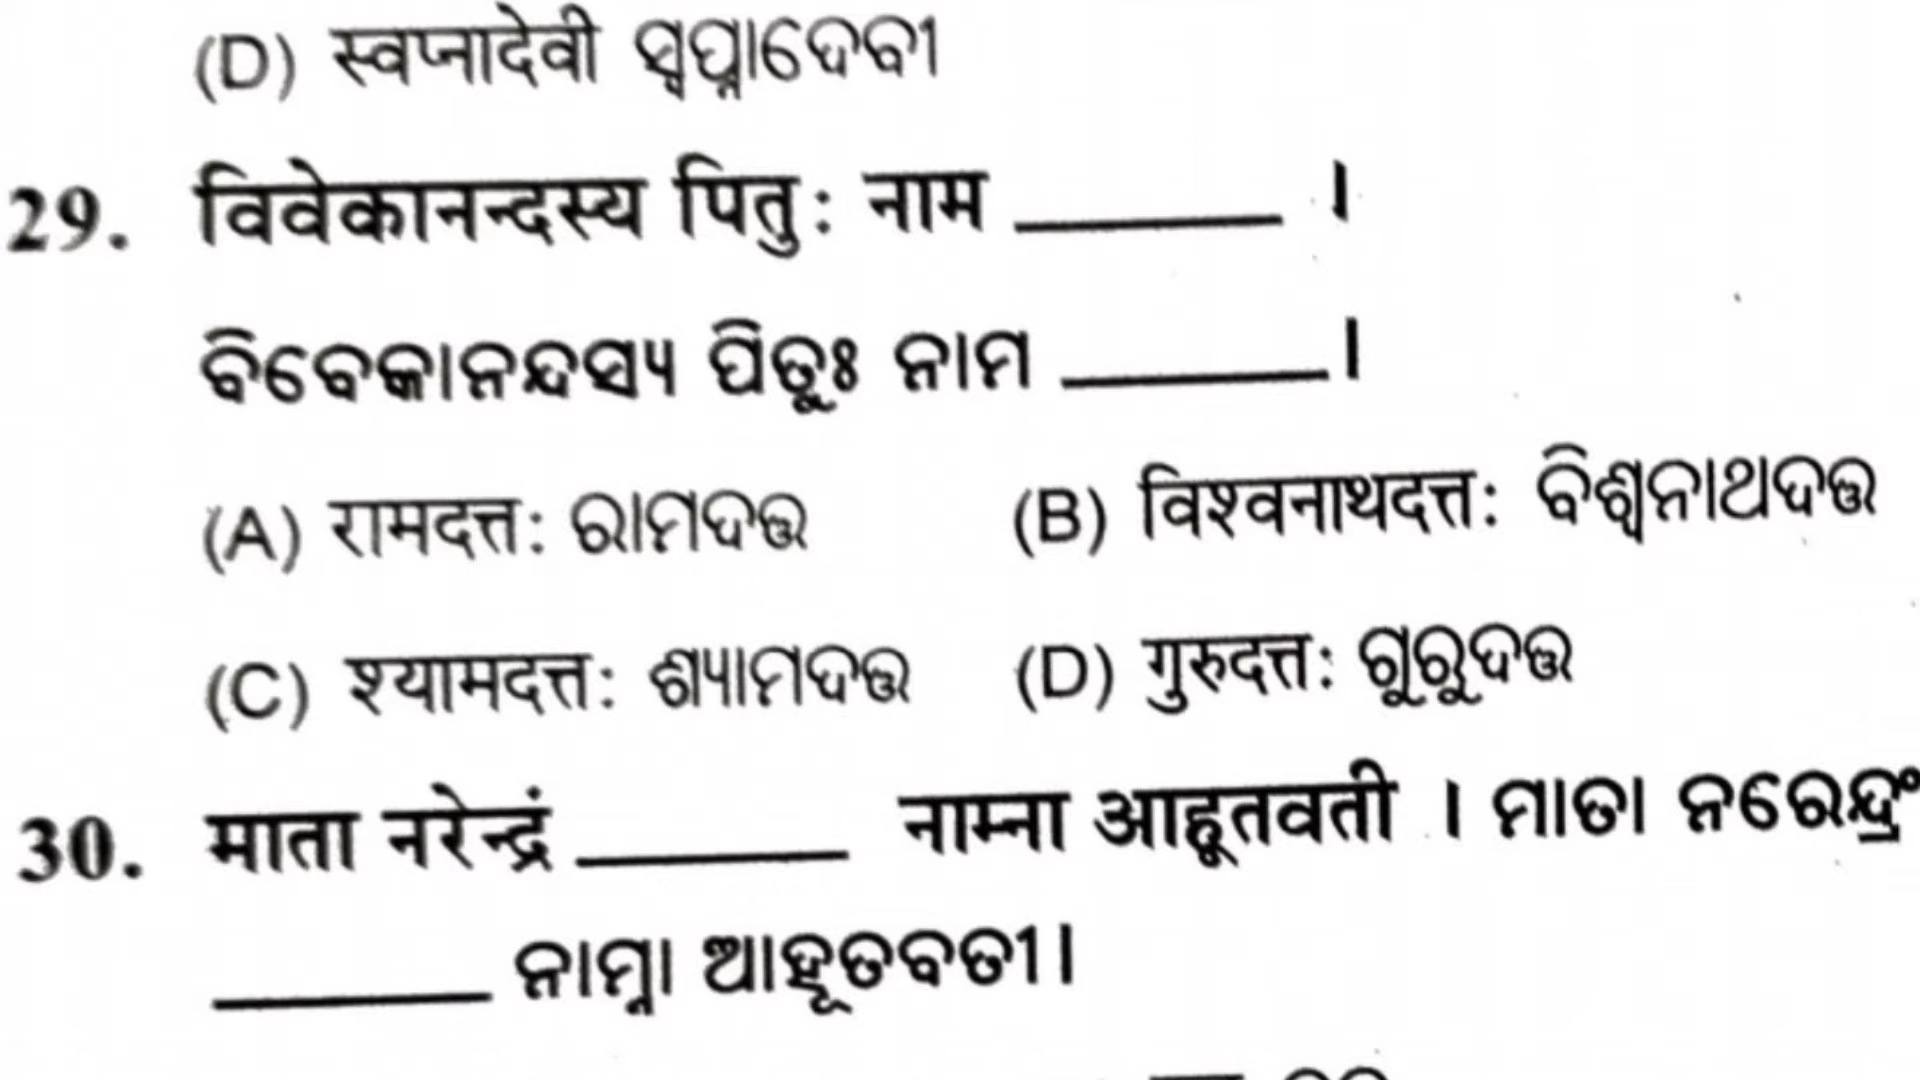 (D) स्वप्नादेवी ସ୍ୱପ୍ନାଦେବୀ
29. विवेकानन्दस्य पितुः नाम ______ ।
ବିବେକାନନ୍ଦସ୍ୟ ପିତୁଃ ନାମ ______।
(A) रामदत्तः ରାମଦତ୍ତ (B) विश्वनाथदत्तः ବିଶ୍ୱନାଥଦତ୍ତ
(C) श्यामदत्तः ଶ୍ୟାମଦତ୍ତ (D) गुरुदत्तः ଗୁରୁଦତ୍ତ
30. माता नरेन्द्रं ______ नाम्ना आहूतवती । ମାତା ନରେନ୍ଦ୍ରଂ
______ ନାମ୍ନା ଆହୂତବତୀ।